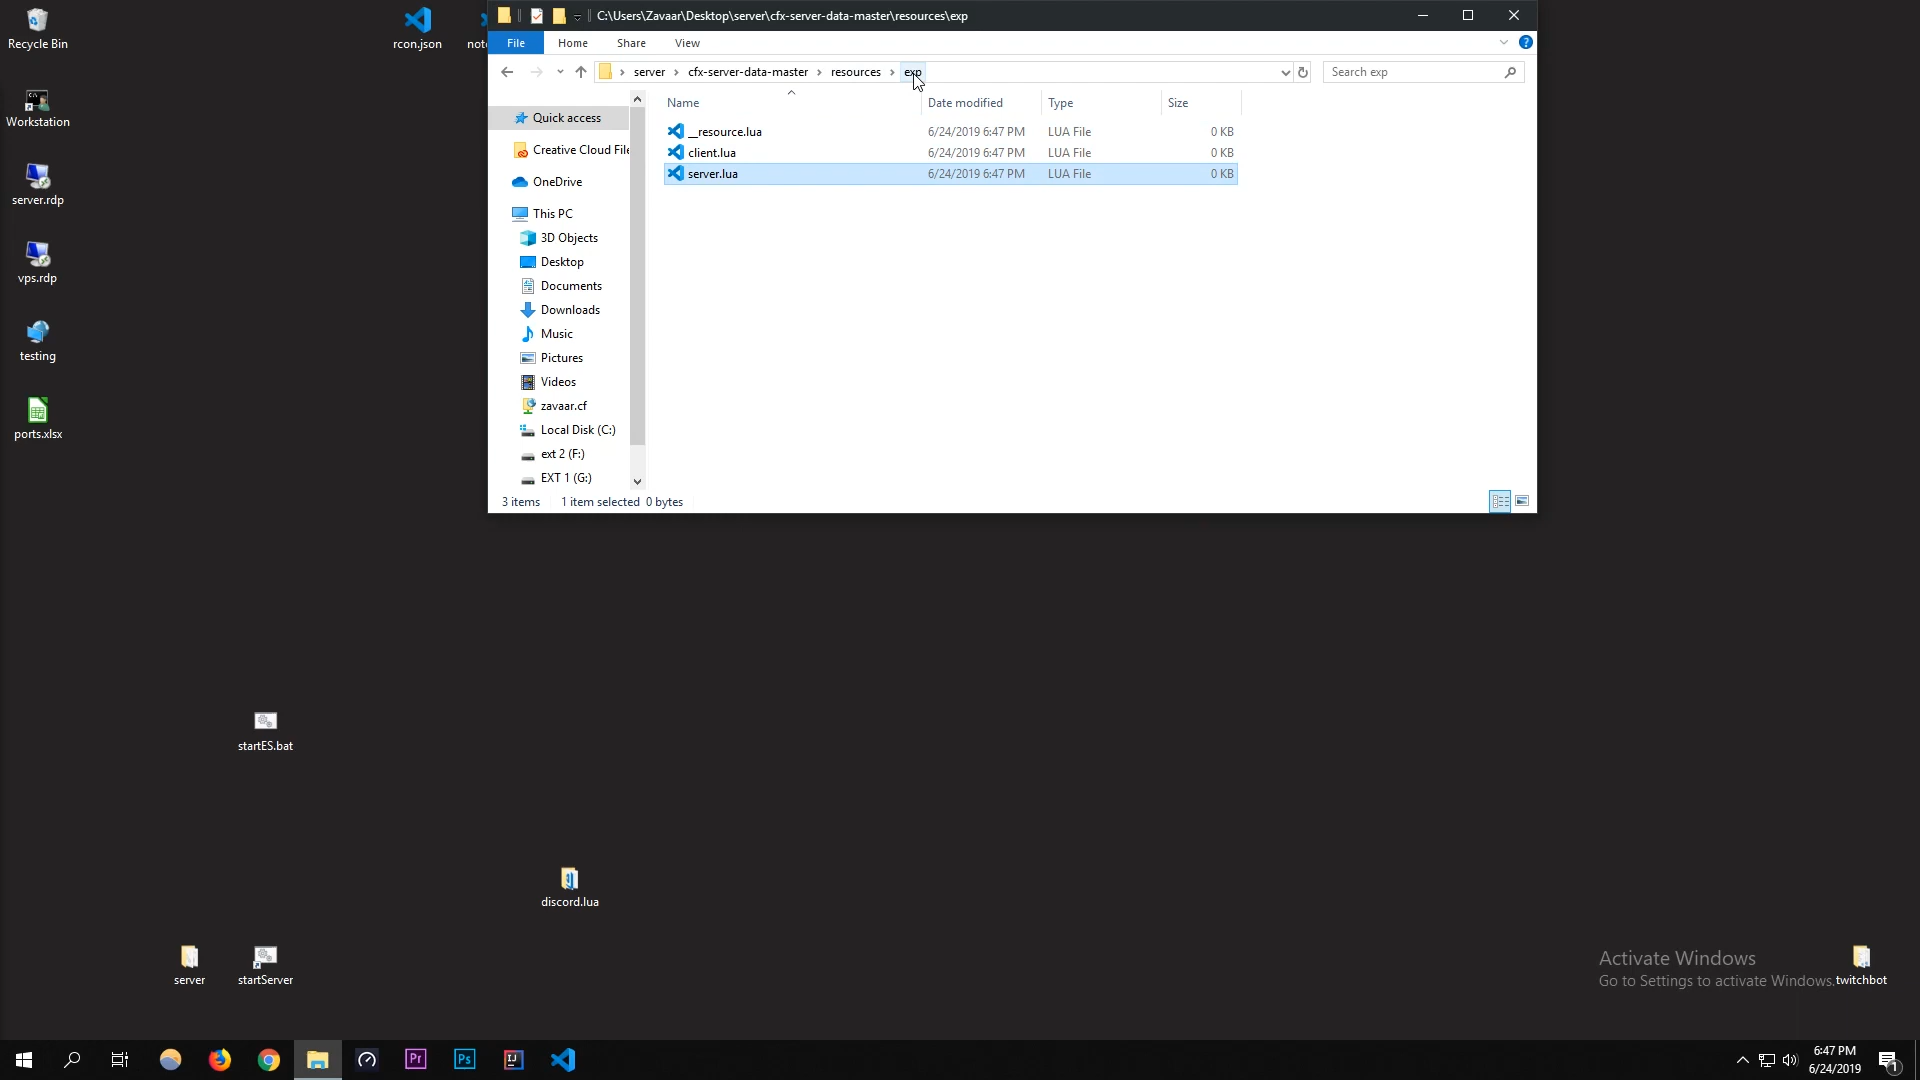 Recycle Bin
rcon.json
note
Workstation
server.rdp
vps.rdp
testing
ports.xlsx
C:\Users\Zavaar\Desktop\server\cfx-server-data-master\resources\exp
File Home Share View
server cfx-server-data-master resources exp
Search exp
Name Date modified Type Size
__resource.lua 6/24/2019 6:47 PM LUA File 0 KB
client.lua 6/24/2019 6:47 PM LUA File 0 KB
server.lua 6/24/2019 6:47 PM LUA File 0 KB
Quick access
Creative Cloud File
OneDrive
This PC
3D Objects
Desktop
Documents
Downloads
Music
Pictures
Videos
zavaar.cf
Local Disk (C:)
ext 2 (F:)
EXT 1 (G:)
3 items 1 item selected 0 bytes
startES.bat
discord.lua
server
startServer
Activate Windows
Go to Settings to activate Windows.
twitchbot
Pr
Ps
IJ
6:47 PM
6/24/2019
1